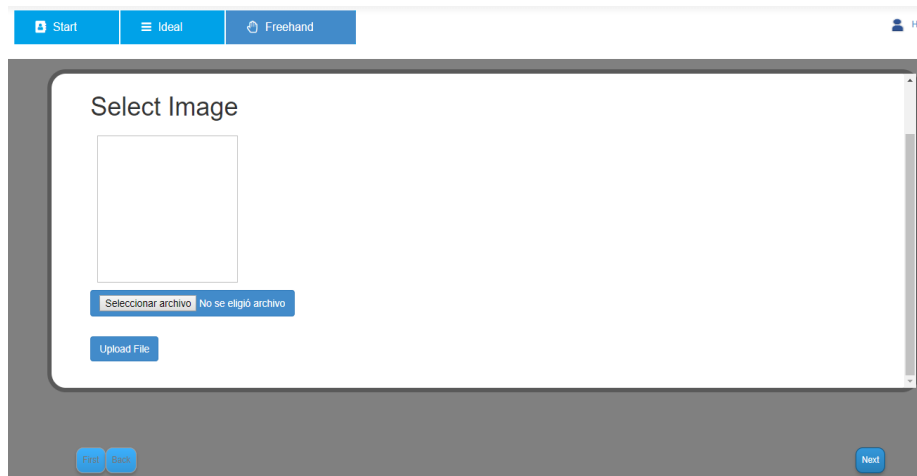 Start
Ideal
Freehand
H
Select Image
Seleccionar archivo No se eligió archivo
Upload File
First
Back
Next